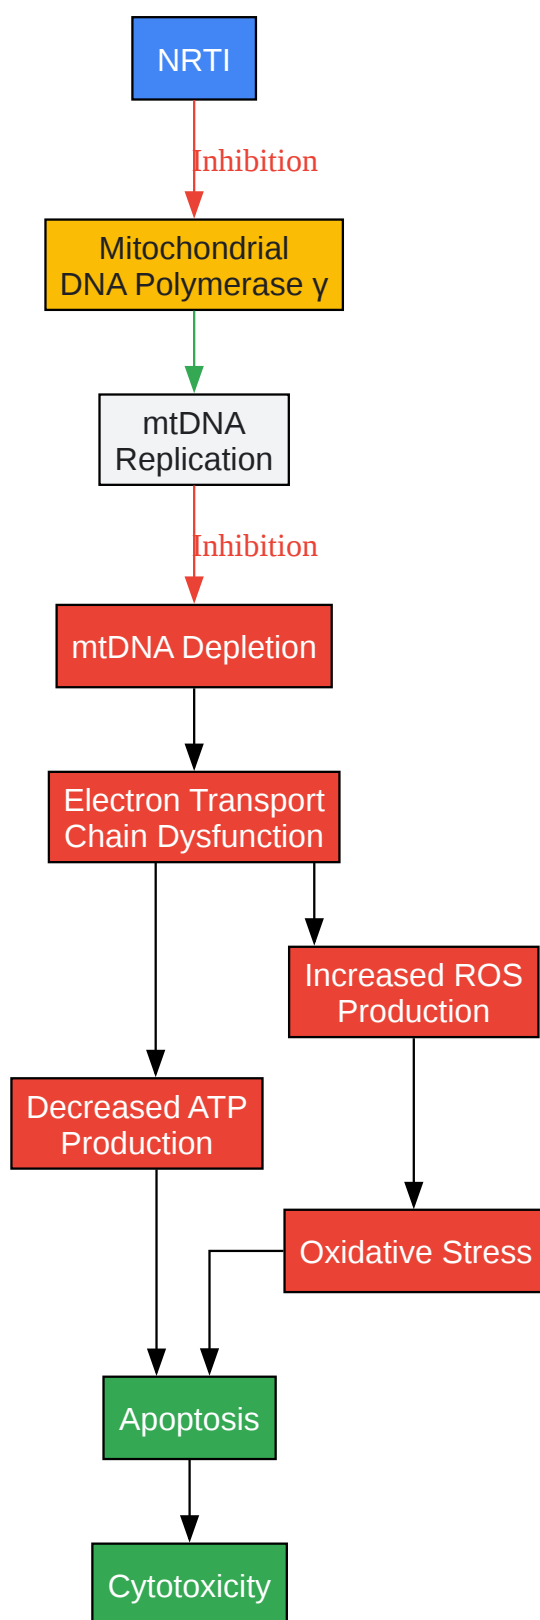 NRTI
Inhibition
Mitochondrial
DNA Polymerase γ
mtDNA
Replication
Inhibition
mtDNA Depletion
Electron Transport
Chain Dysfunction
Increased ROS
Production
Decreased ATP
Production
Oxidative Stress
Apoptosis
Cytotoxicity